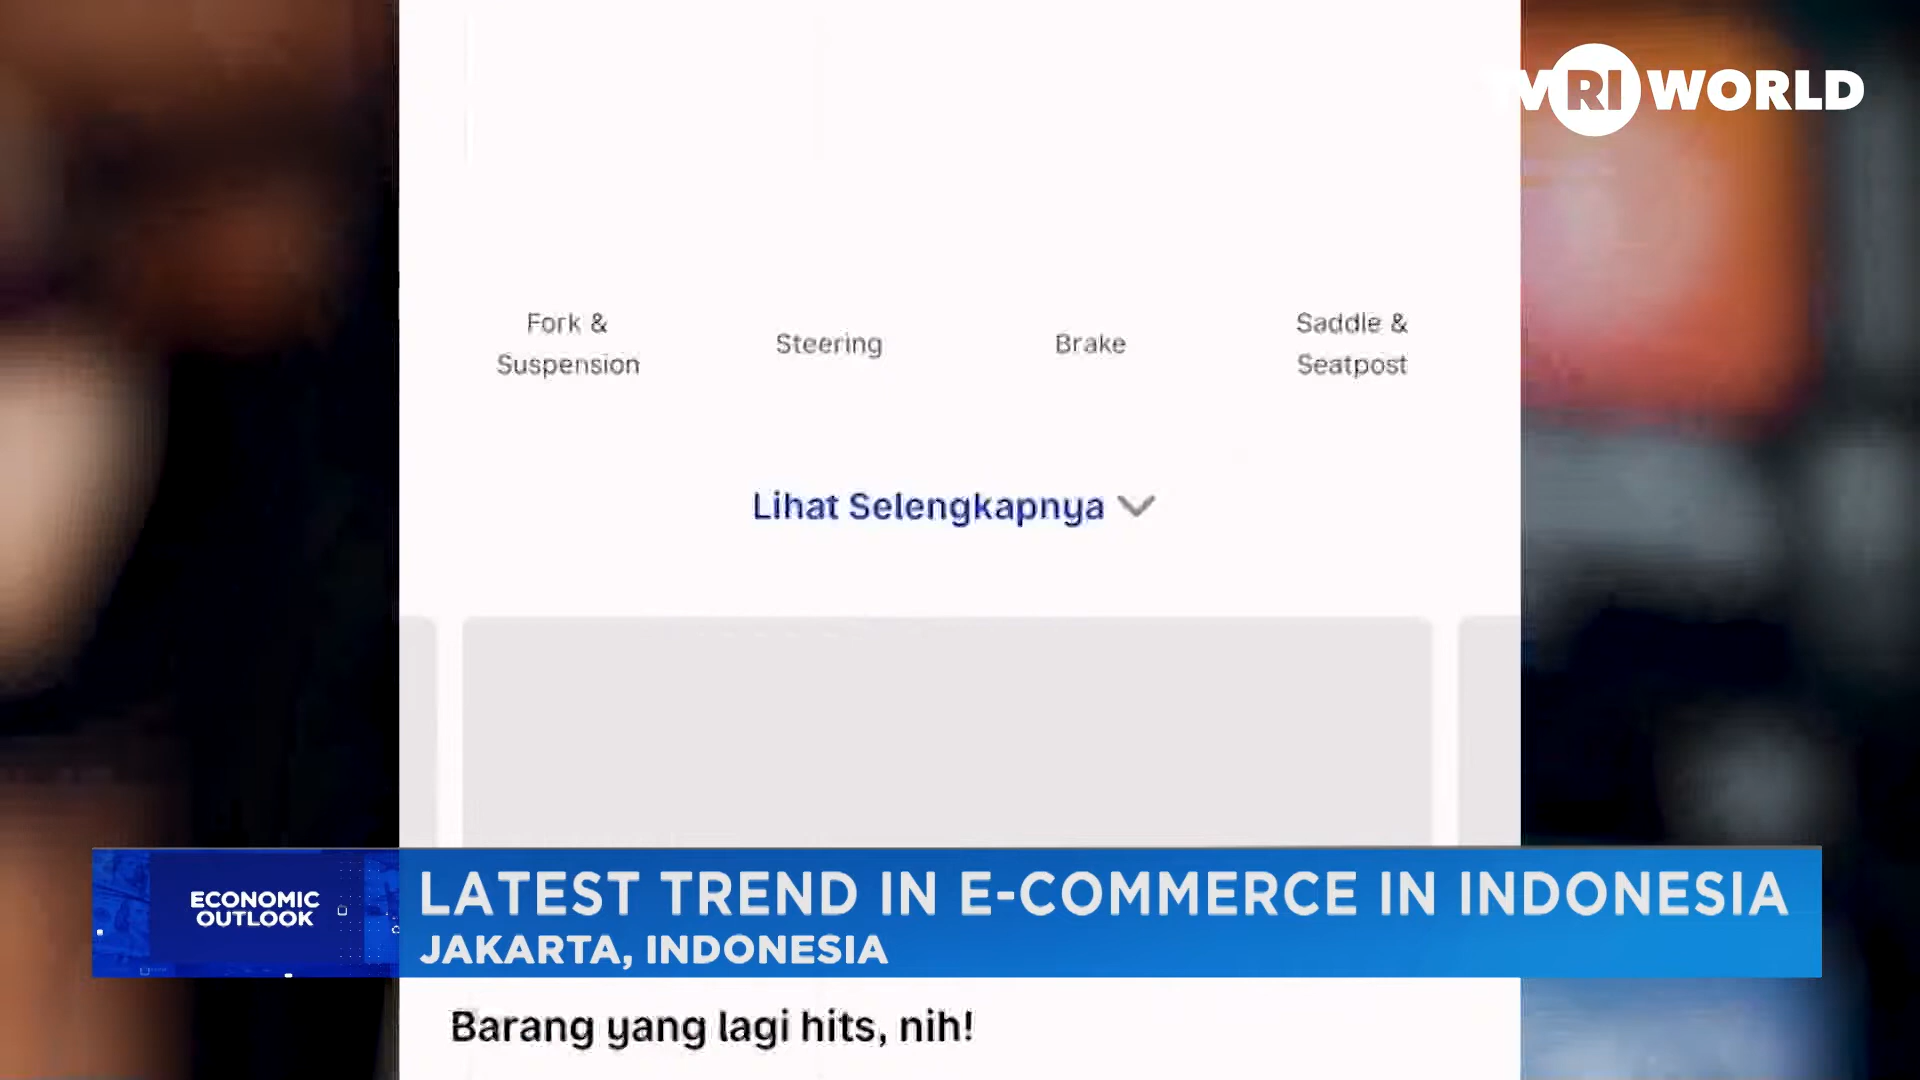 TVRI WORLD
Fork &
Suspension
Steering
Brake
Saddle &
Seatpost
Lihat Selengkapnya
ECONOMIC
OUTLOOK
LATEST TREND IN E-COMMERCE IN INDONESIA
JAKARTA, INDONESIA
Barang yang lagi hits, nih!